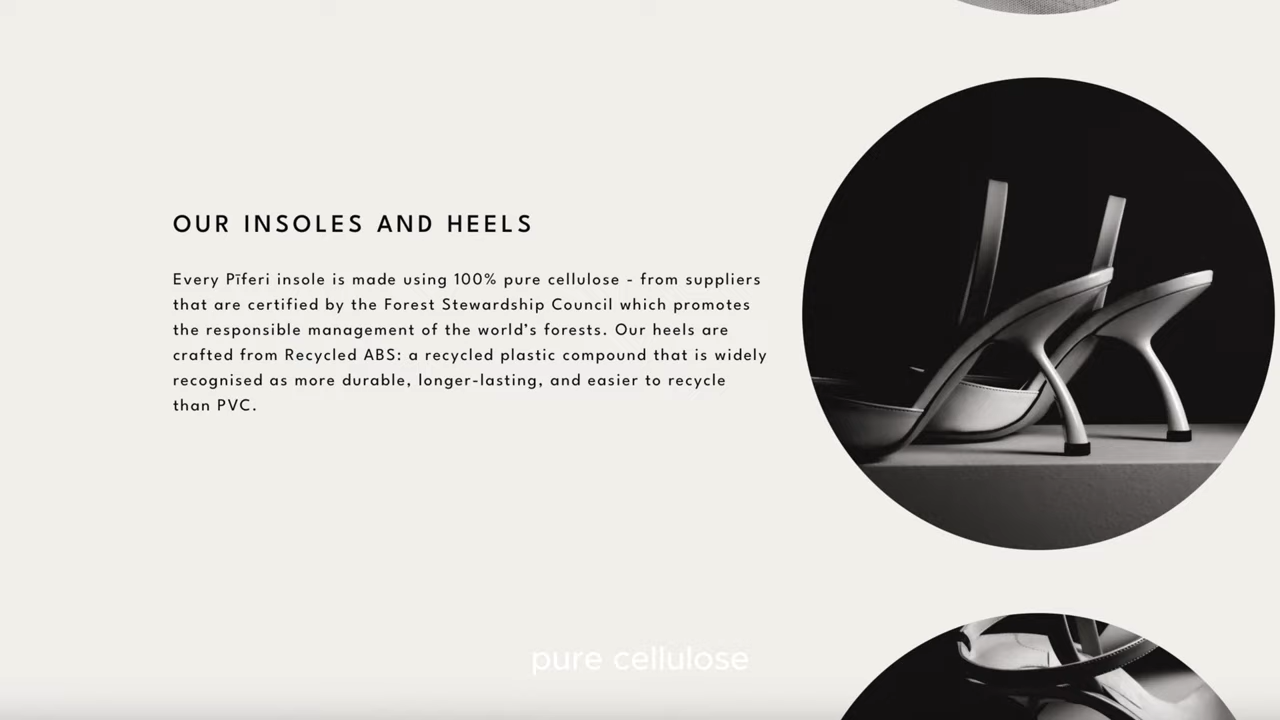 OUR INSOLES AND HEELS
Every Pīferi insole is made using 100% pure cellulose - from suppliers
that are certified by the Forest Stewardship Council which promotes
the responsible management of the world’s forests. Our heels are
crafted from Recycled ABS: a recycled plastic compound that is widely
recognised as more durable, longer-lasting, and easier to recycle
than PVC.
pure cellulose